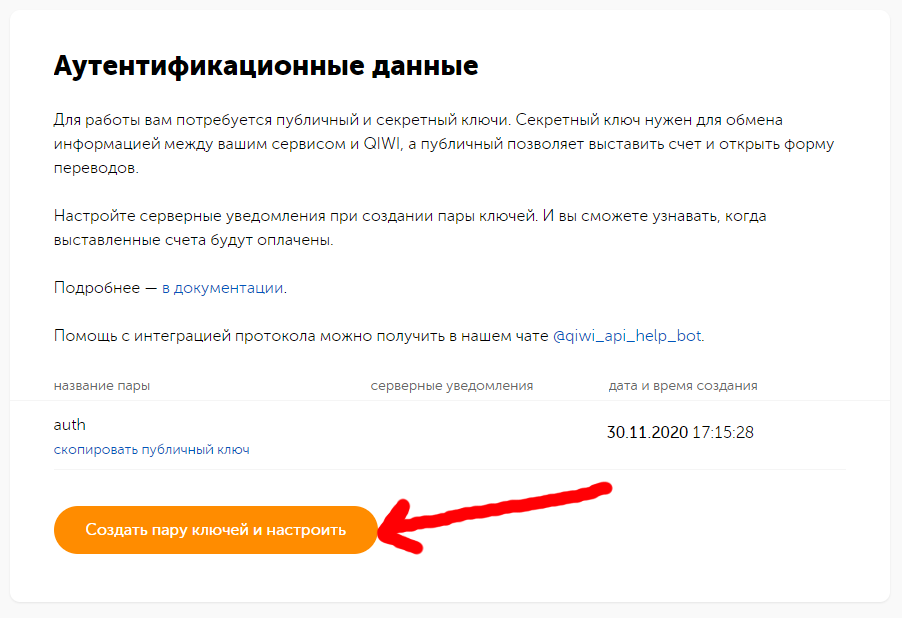 Аутентификационные данные
Для работы вам потребуется публичный и секретный ключи. Секретный ключ нужен для обмена
информацией между вашим сервисом и QIWI, а публичный позволяет выставить счет и открыть форму
переводов.
Настройте серверные уведомления при создании пары ключей. И вы сможете узнавать, когда
выставленные счета будут оплачены.
Подробнее — в документации.
Помощь с интеграцией протокола можно получить в нашем чате @qiwi_api_help_bot.
название пары серверные уведомления дата и время создания
auth
30.11.2020 17:15:28
скопировать публичный ключ
Создать пару ключей и настроить